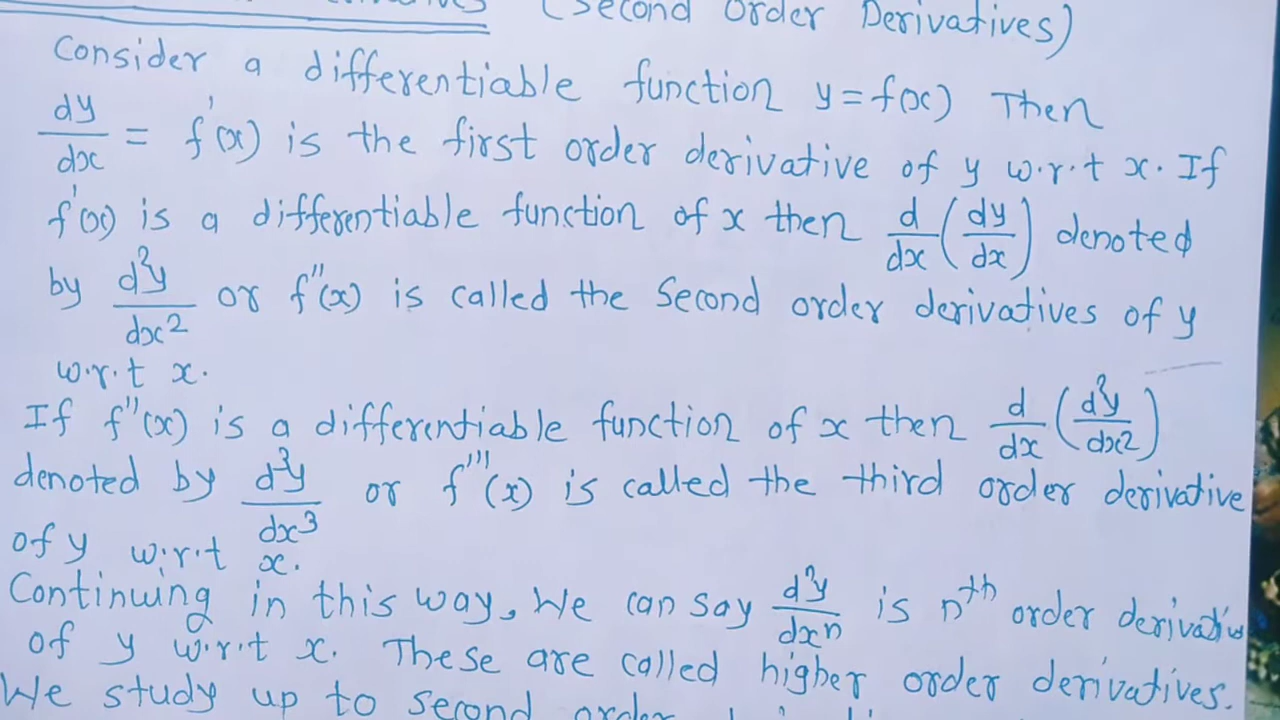 (Second Order Derivatives)
Consider a differentiable function y = f(x) Then
dy/dx = f'(x) is the first order derivative of y w.r.t x. If
f'(x) is a differentiable function of x then d/dx (dy/dx) denoted
by d²y/dx² or f''(x) is called the Second order derivatives of y
w.r.t x.
If f''(x) is a differentiable function of x then d/dx (d²y/dx²)
denoted by d³y/dx³ or f'''(x) is called the third order derivative
of y w.r.t x.
Continuing in this way, We can say dⁿy/dxⁿ is nth order derivative
of y w.r.t x. These are called higher order derivatives.
We study up to second order